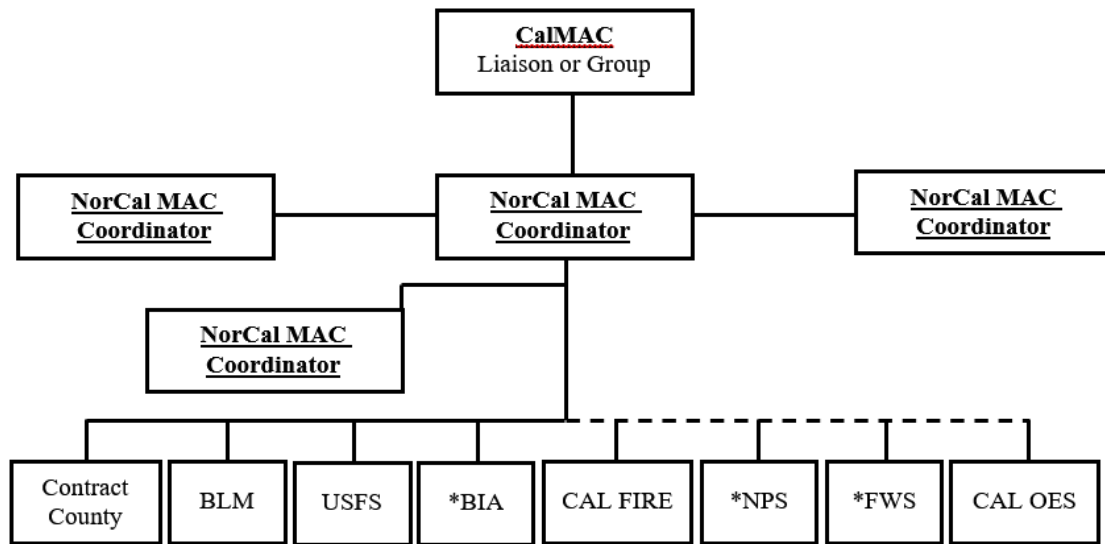 CalMAC
Liaison or Group
NorCal MAC
Coordinator
NorCal MAC
Coordinator
NorCal MAC
Coordinator
NorCal MAC
Coordinator
Contract
County
BLM
USFS
*BIA
CAL FIRE
*NPS
*FWS
CAL OES